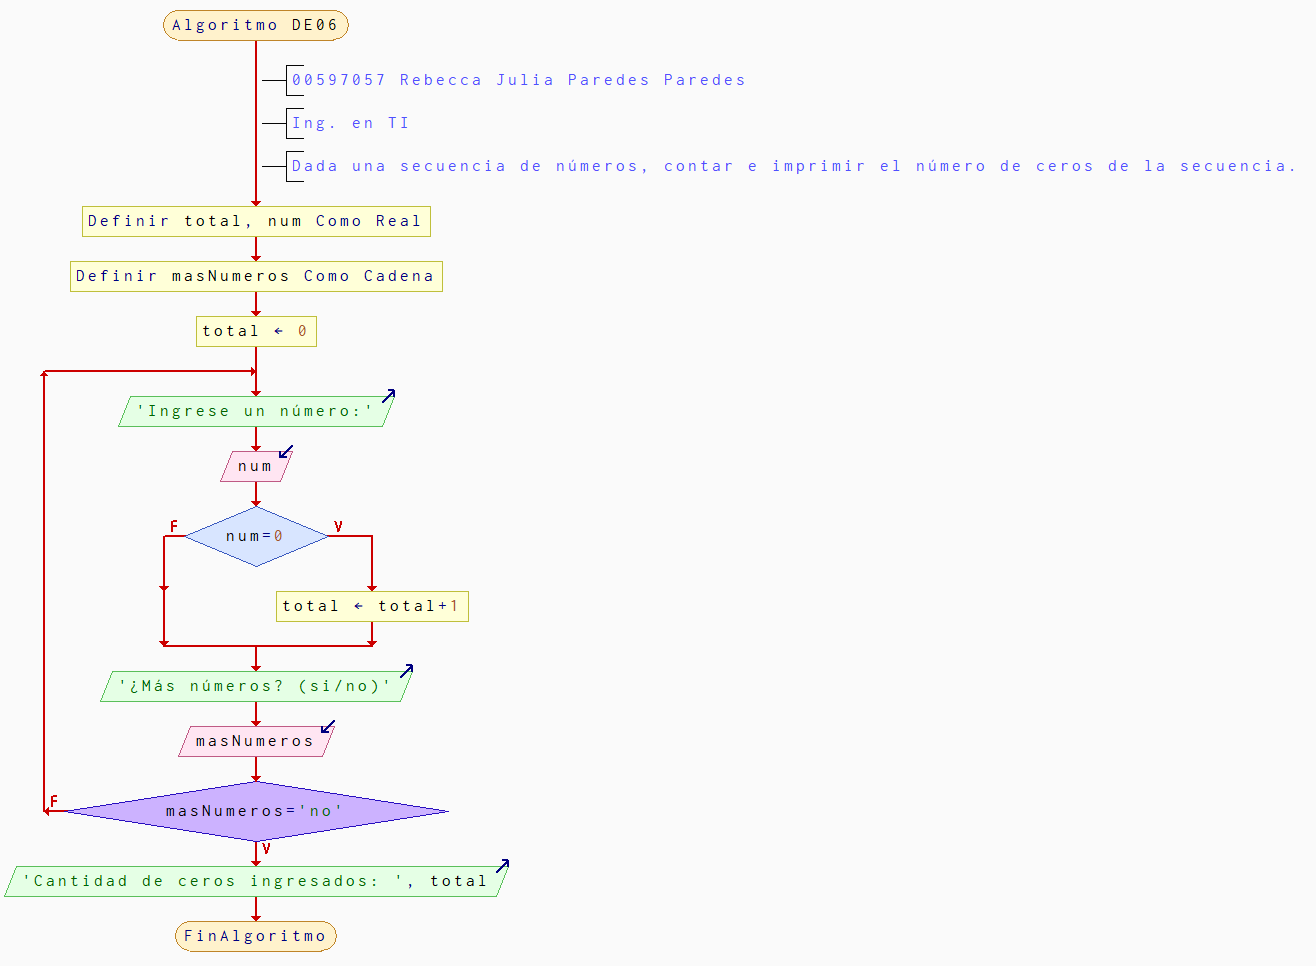 Algoritmo DE06
00597057 Rebecca Julia Paredes Paredes
Ing. en TI
Dada una secuencia de números, contar e imprimir el número de ceros de la secuencia.
Definir total, num Como Real
Definir masNumeros Como Cadena
total ← 0
'Ingrese un número:'
num
F
V
num=0
total ← total+1
'¿Más números? (si/no)'
masNumeros
F
masNumeros='no'
V
'Cantidad de ceros ingresados: ', total
FinAlgoritmo